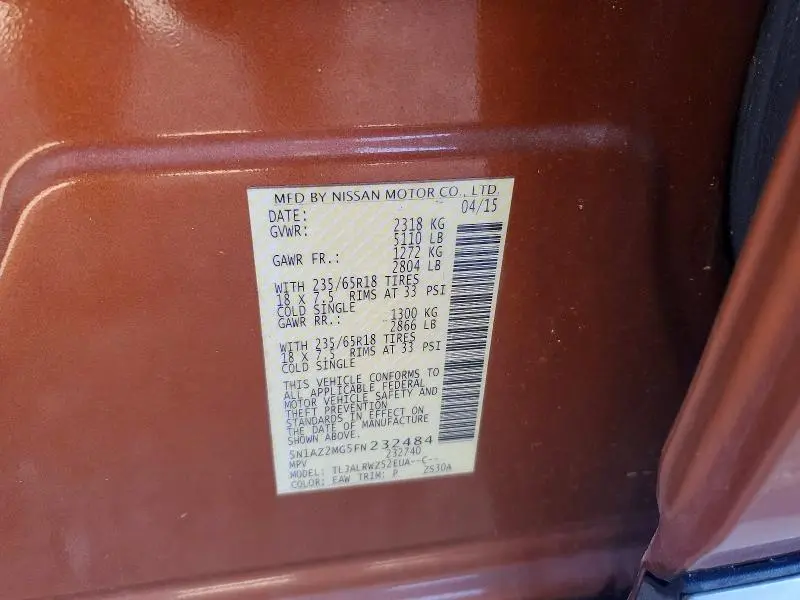 MFD BY NISSAN MOTOR CO., LTD.
DATE: 04/15
GVWR: 2318 KG
5110 LB
GAWR FR.: 1272 KG
2804 LB
WITH 235/65R18 TIRES
18 X 7.5 RIMS AT 33 PSI
COLD SINGLE
GAWR RR.: 1300 KG
2866 LB
WITH 235/65R18 TIRES
18 X 7.5 RIMS AT 33 PSI
COLD SINGLE
THIS VEHICLE CONFORMS TO
ALL APPLICABLE FEDERAL
MOTOR VEHICLE SAFETY AND
THEFT PREVENTION
STANDARDS IN EFFECT ON
THE DATE OF MANUFACTURE
SHOWN ABOVE.
5N1AZ2MG5FN232484
MPV 232740
MODEL: TLJALRWZ52EUA--C--
COLOR: EAW TRIM: P ZS30A